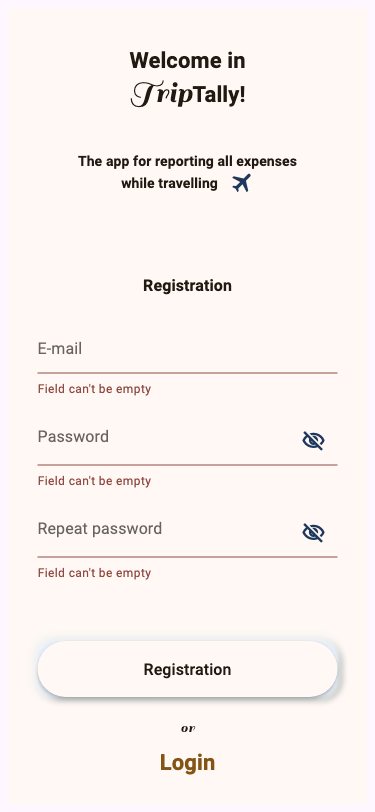 Welcome in
TripTally!
The app for reporting all expenses
while travelling
Registration
E-mail
Field can't be empty
Password
Field can't be empty
Repeat password
Field can't be empty
Registration
or
Login